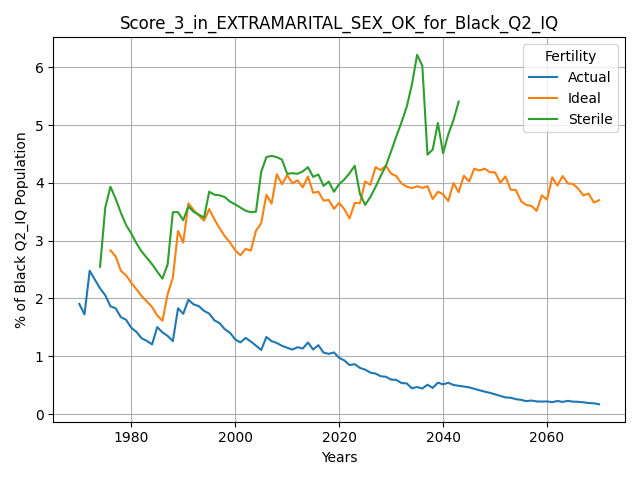 Score_3_in_EXTRAMARITAL_SEX_OK_for_Black_Q2_IQ
Fertility
Actual
Ideal
Sterile
6
5
4
3
2
1
0
% of Black Q2_IQ Population
1980
2000
2020
2040
2060
Years